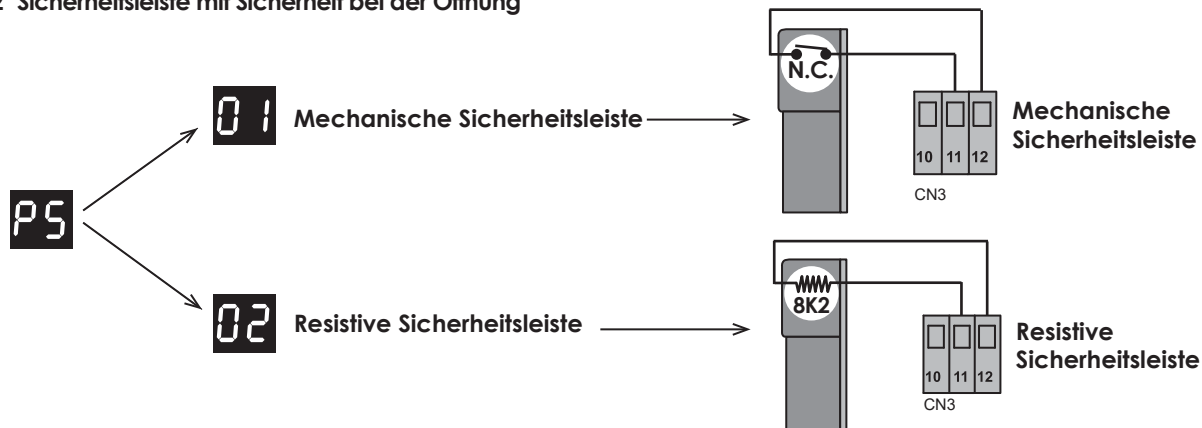 Sicherheitsleiste mit Sicherheit bei der Öffnung
01 Mechanische Sicherheitsleiste
N.C.
10 11 12
CN3
Mechanische
Sicherheitsleiste
PS
02 Resistive Sicherheitsleiste
8K2
10 11 12
CN3
Resistive
Sicherheitsleiste